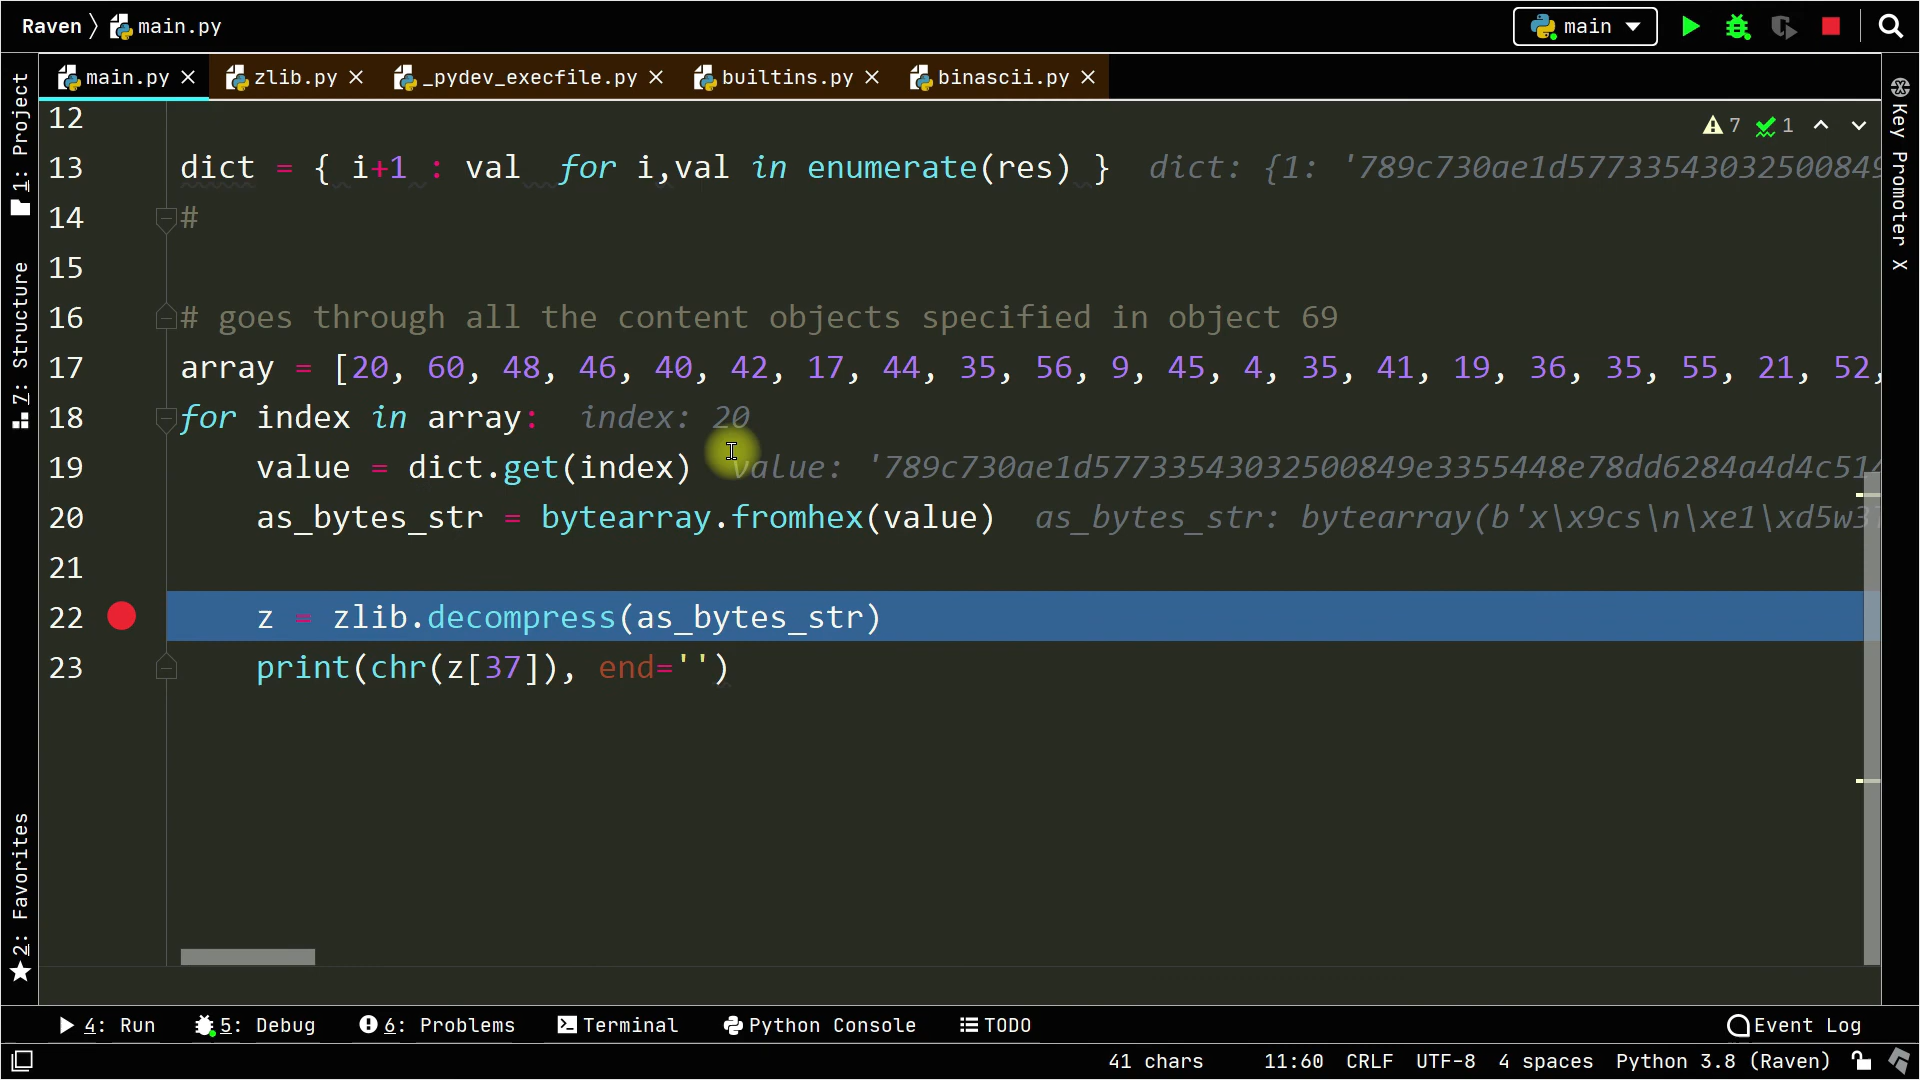 Raven main.py
main
main.py zlib.py _pydev_execfile.py builtins.py binascii.py
1: Project
7: Structure
2: Favorites
Key Promoter X
7 1
12
13 dict = { i+1 : val for i,val in enumerate(res) } dict: {1: '789c730ae1d57733543032500849
14 #
15
16 # goes through all the content objects specified in object 69
17 array = [20, 60, 48, 46, 40, 42, 17, 44, 35, 56, 9, 45, 4, 35, 41, 19, 36, 35, 55, 21, 52,
18 for index in array: index: 20
19 value = dict.get(index) value: '789c730ae1d57733543032500849e3355448e78dd6284a4d4c514
20 as_bytes_str = bytearray.fromhex(value) as_bytes_str: bytearray(b'x\x9cs\n\xe1\xd5w3
21
22 z = zlib.decompress(as_bytes_str)
23 print(chr(z[37]), end='')
4: Run 5: Debug 6: Problems Terminal Python Console TODO Event Log
41 chars 11:60 CRLF UTF-8 4 spaces Python 3.8 (Raven)